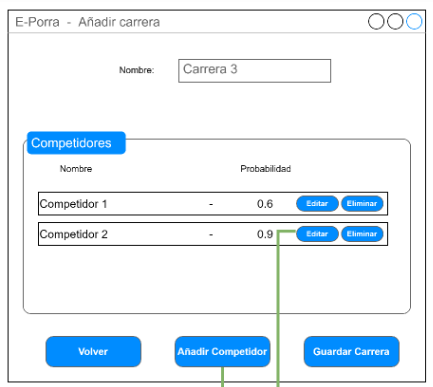 E-Porra - Añadir carrera
Nombre: Carrera 3
Competidores
Nombre Probabilidad
Competidor 1 - 0.6 Editar Eliminar
Competidor 2 - 0.9 Editar Eliminar
Volver Añadir Competidor Guardar Carrera